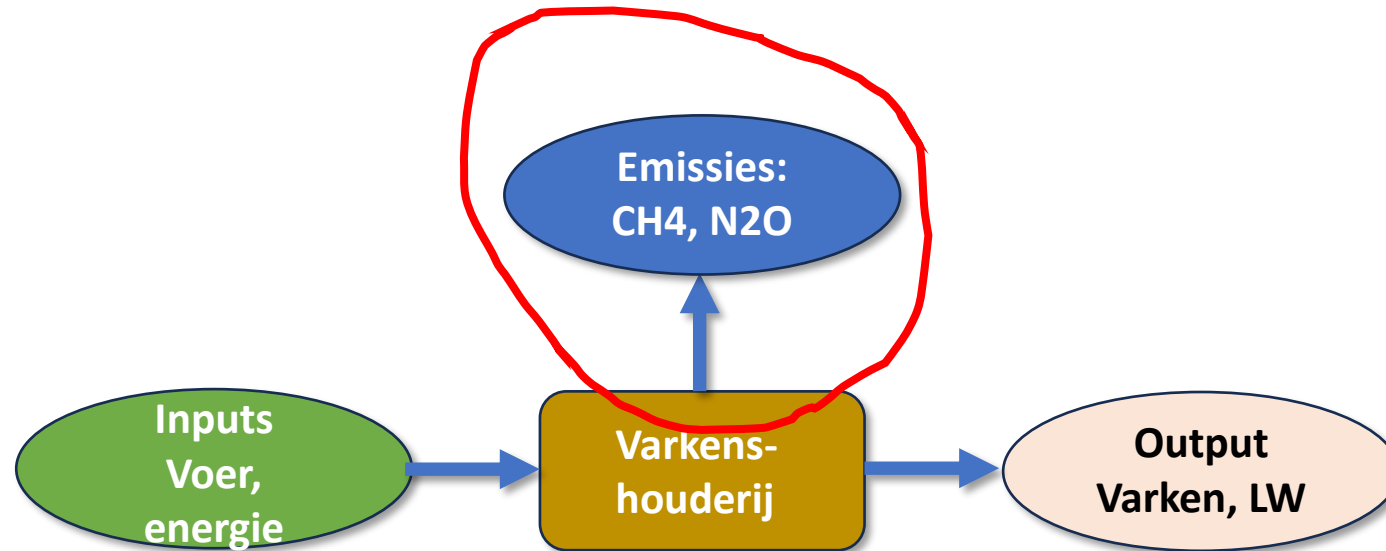 Emissies:
CH4, N2O
Inputs
Voer,
energie
Varkens-
houderij
Output
Varken, LW